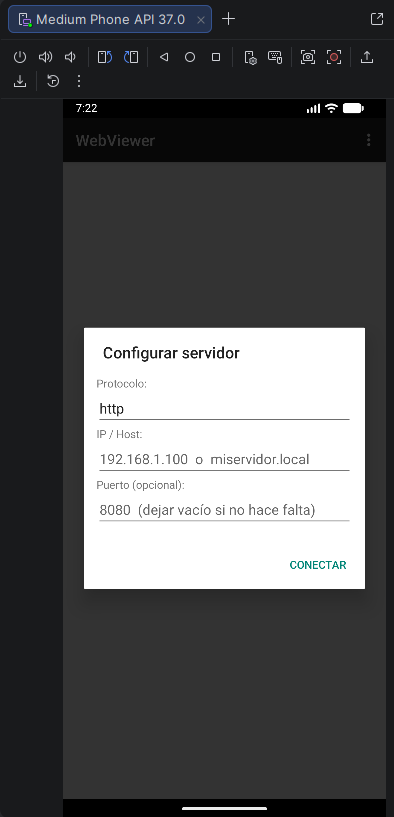 Medium Phone API 37.0
7:22
WebViewer
Configurar servidor
Protocolo:
http
IP / Host:
192.168.1.100 o miservidor.local
Puerto (opcional):
8080 (dejar vacío si no hace falta)
CONECTAR